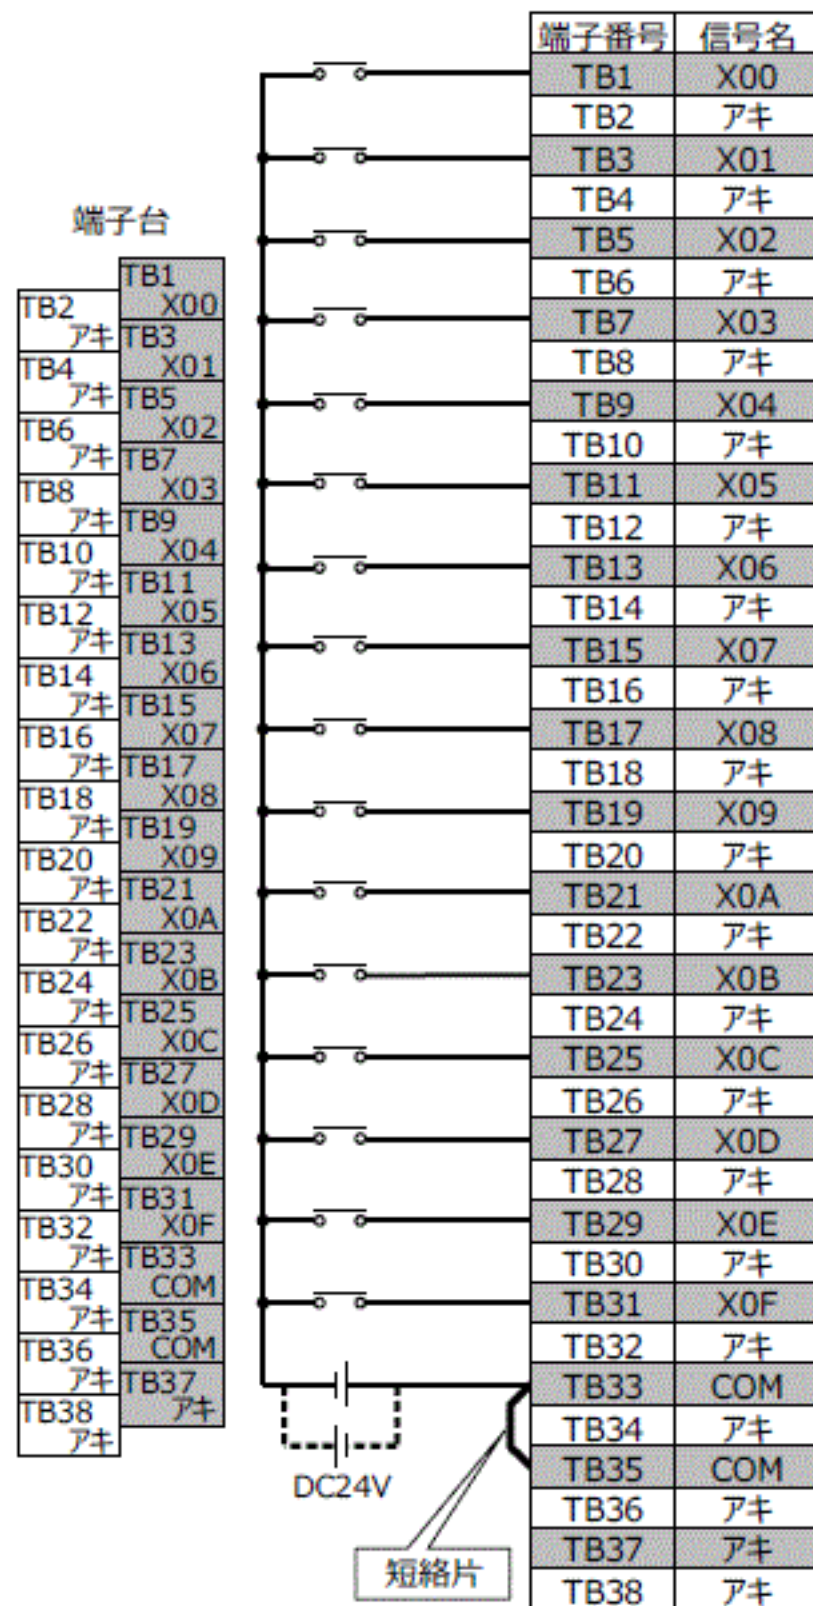 端子台
TB1
X00
TB2
アキ
TB3
X01
TB4
アキ
TB5
X02
TB6
アキ
TB7
X03
TB8
アキ
TB9
X04
TB10
アキ
TB11
X05
TB12
アキ
TB13
X06
TB14
アキ
TB15
X07
TB16
アキ
TB17
X08
TB18
アキ
TB19
X09
TB20
アキ
TB21
X0A
TB22
アキ
TB23
X0B
TB24
アキ
TB25
X0C
TB26
アキ
TB27
X0D
TB28
アキ
TB29
X0E
TB30
アキ
TB31
X0F
TB32
アキ
TB33
COM
TB34
アキ
TB35
COM
TB36
アキ
TB37
アキ
TB38
アキ
DC24V
短絡片
端子番号 信号名
TB1 X00
TB2 アキ
TB3 X01
TB4 アキ
TB5 X02
TB6 アキ
TB7 X03
TB8 アキ
TB9 X04
TB10 アキ
TB11 X05
TB12 アキ
TB13 X06
TB14 アキ
TB15 X07
TB16 アキ
TB17 X08
TB18 アキ
TB19 X09
TB20 アキ
TB21 X0A
TB22 アキ
TB23 X0B
TB24 アキ
TB25 X0C
TB26 アキ
TB27 X0D
TB28 アキ
TB29 X0E
TB30 アキ
TB31 X0F
TB32 アキ
TB33 COM
TB34 アキ
TB35 COM
TB36 アキ
TB37 アキ
TB38 アキ